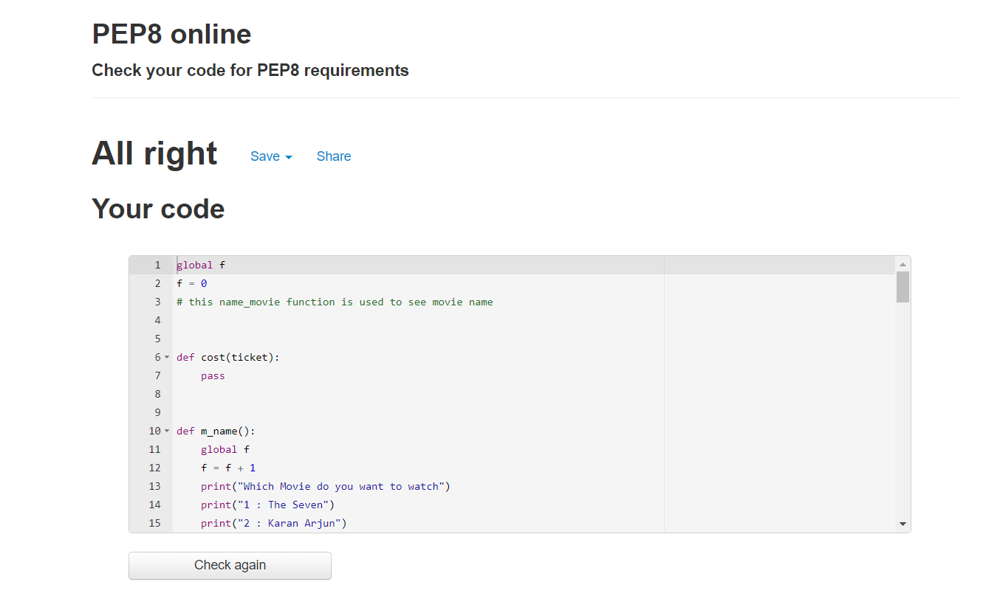 PEP8 online
Check your code for PEP8 requirements
All right Save Share
Your code
1 global f
2 f = 0
3 # this name_movie function is used to see movie name
4
5
6 def cost(ticket):
7     pass
8
9
10 def m_name():
11     global f
12     f = f + 1
13     print("Which Movie do you want to watch")
14     print("1 : The Seven")
15     print("2 : Karan Arjun")
Check again